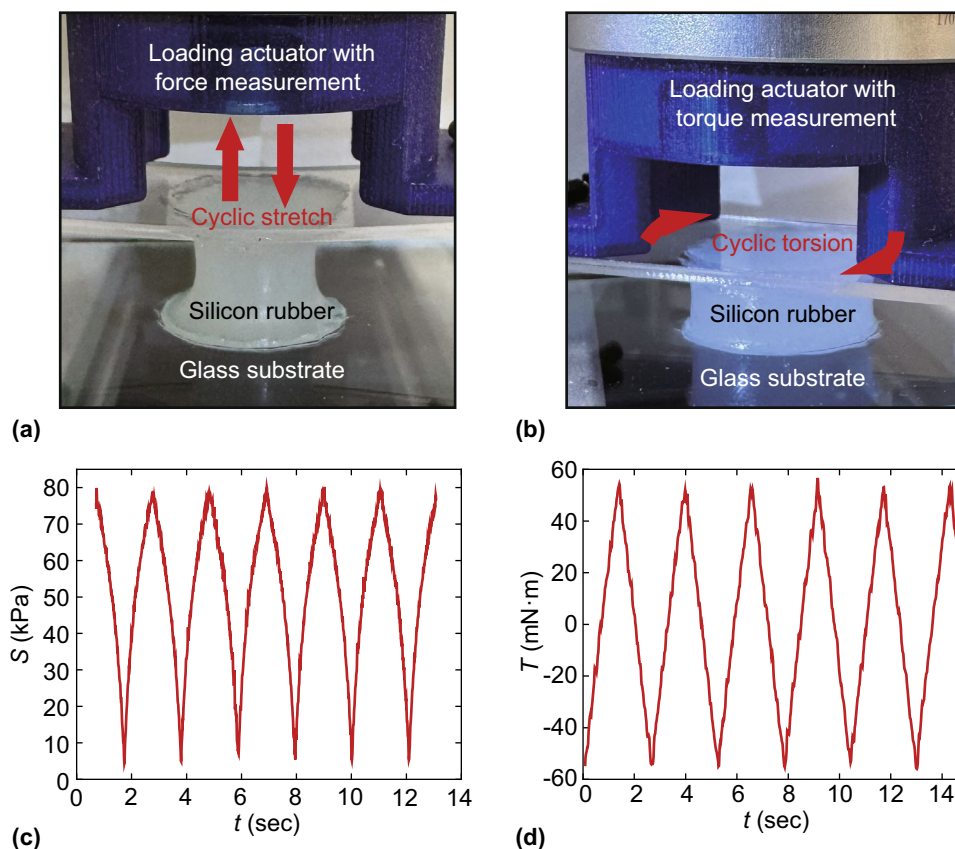 Loading actuator with
force measurement
Cyclic stretch
Silicon rubber
Glass substrate
(a)
170
Loading actuator with
torque measurement
Cyclic torsion
Silicon rubber
Glass substrate
(b)
80
70
60
50
40
30
20
10
0
S (kPa)
0 2 4 6 8 10 12 14
t (sec)
(c)
60
40
20
0
-20
-40
-60
T (mN·m)
0 2 4 6 8 10 12 14
t (sec)
(d)